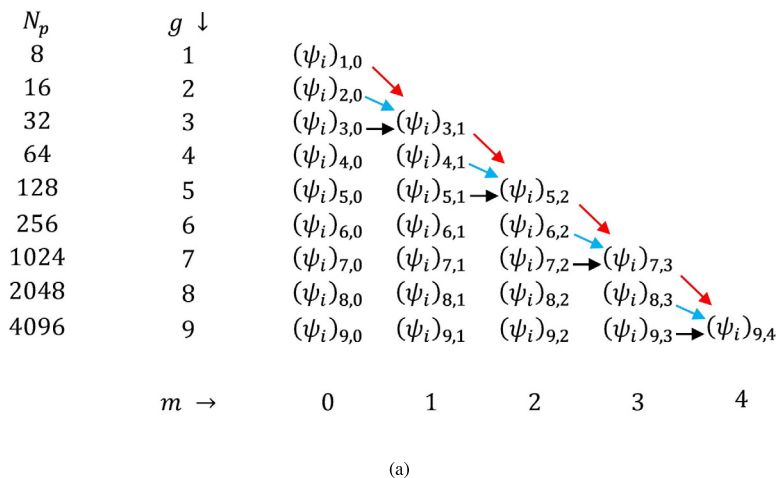 N_p g ↓
8 1 (ψ_i)_{1,0}
16 2 (ψ_i)_{2,0}
32 3 (ψ_i)_{3,0} (ψ_i)_{3,1}
64 4 (ψ_i)_{4,0} (ψ_i)_{4,1}
128 5 (ψ_i)_{5,0} (ψ_i)_{5,1} (ψ_i)_{5,2}
256 6 (ψ_i)_{6,0} (ψ_i)_{6,1} (ψ_i)_{6,2}
1024 7 (ψ_i)_{7,0} (ψ_i)_{7,1} (ψ_i)_{7,2} (ψ_i)_{7,3}
2048 8 (ψ_i)_{8,0} (ψ_i)_{8,1} (ψ_i)_{8,2} (ψ_i)_{8,3}
4096 9 (ψ_i)_{9,0} (ψ_i)_{9,1} (ψ_i)_{9,2} (ψ_i)_{9,3} (ψ_i)_{9,4}
m → 0 1 2 3 4
(a)